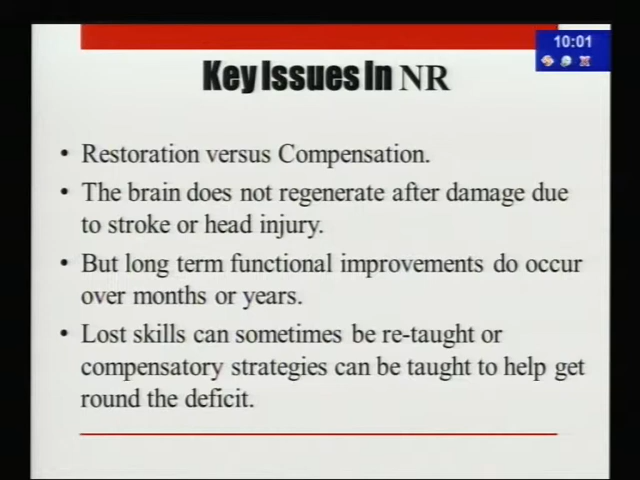 10:01
Key Issues In NR
• Restoration versus Compensation.
• The brain does not regenerate after damage due
to stroke or head injury.
• But long term functional improvements do occur
over months or years.
• Lost skills can sometimes be re-taught or
compensatory strategies can be taught to help get
round the deficit.